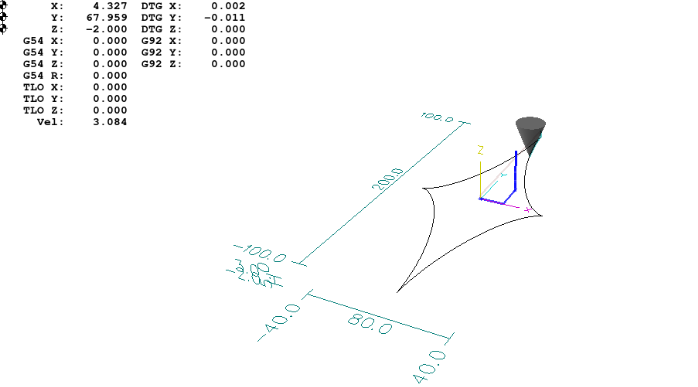 X: 4.327 DTG X: 0.002
Y: 67.959 DTG Y: -0.011
Z: -2.000 DTG Z: 0.000
G54 X: 0.000 G92 X: 0.000
G54 Y: 0.000 G92 Y: 0.000
G54 Z: 0.000 G92 Z: 0.000
G54 R: 0.000
TLO X: 0.000
TLO Y: 0.000
TLO Z: 0.000
Vel: 3.084
100.0
Z
200.0
Y
X
-100.0
-40.0
80.0
40.0